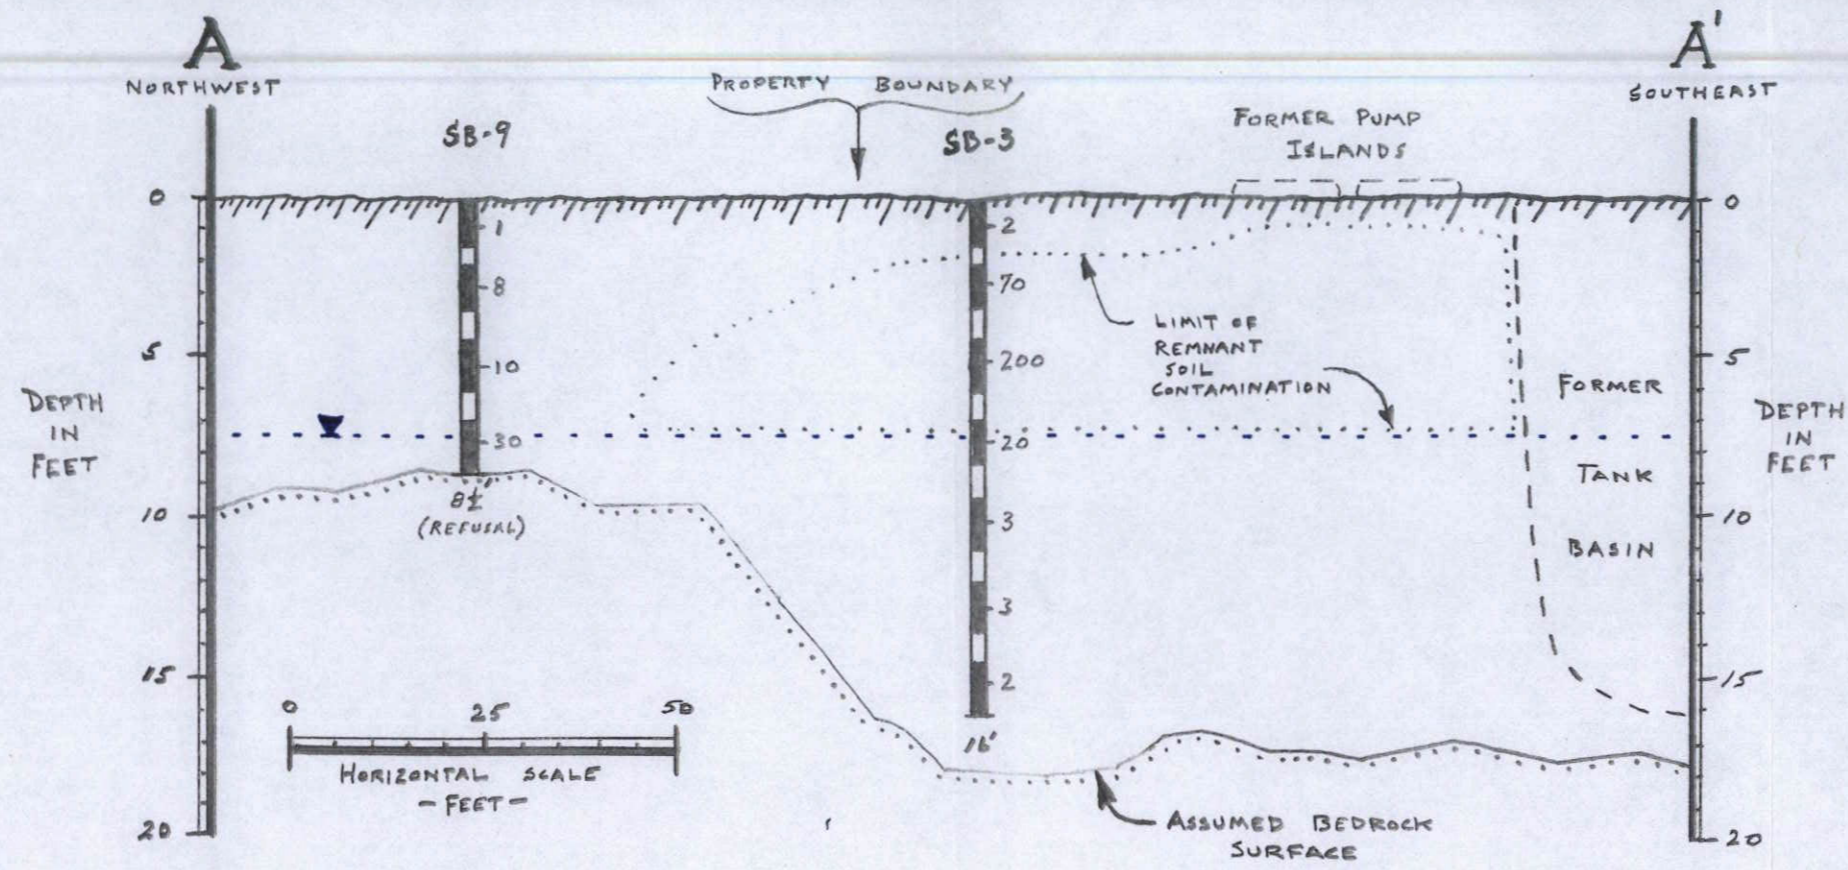 A
NORTHWEST
A'
SOUTHEAST
PROPERTY BOUNDARY
SB-9
SB-3
FORMER PUMP
ISLANDS
0
5
10
15
20
DEPTH
IN
FEET
1
8
10
30
(REFUSAL)
2
70
200
20
3
3
2
16'
LIMIT OF
REMNANT
SOIL
CONTAMINATION
FORMER
TANK
BASIN
0
5
10
15
20
DEPTH
IN
FEET
0 25 50
HORIZONTAL SCALE
- FEET -
ASSUMED BEDROCK
SURFACE